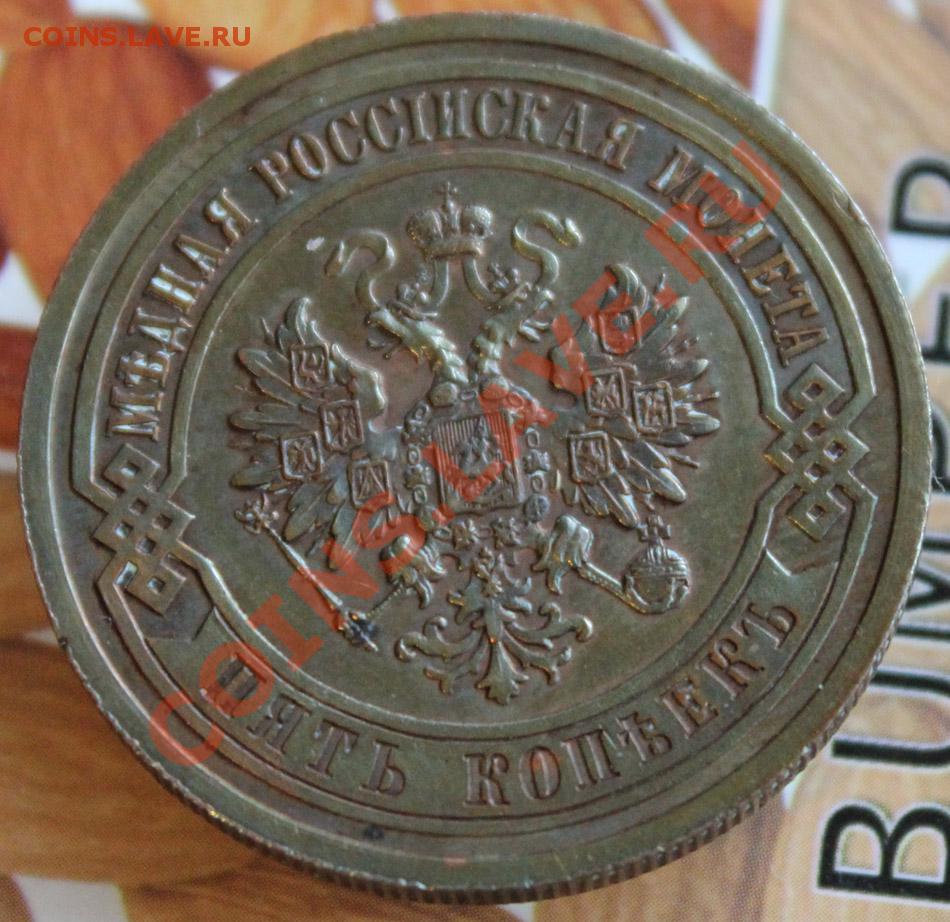 COINS.LAVE.RU
МѢДНАЯ РОССІЙСКАЯ МОНЕТА
COINS.LAVE.RU
ПЯТЬ КОПѢЕКЪ
BUMPER